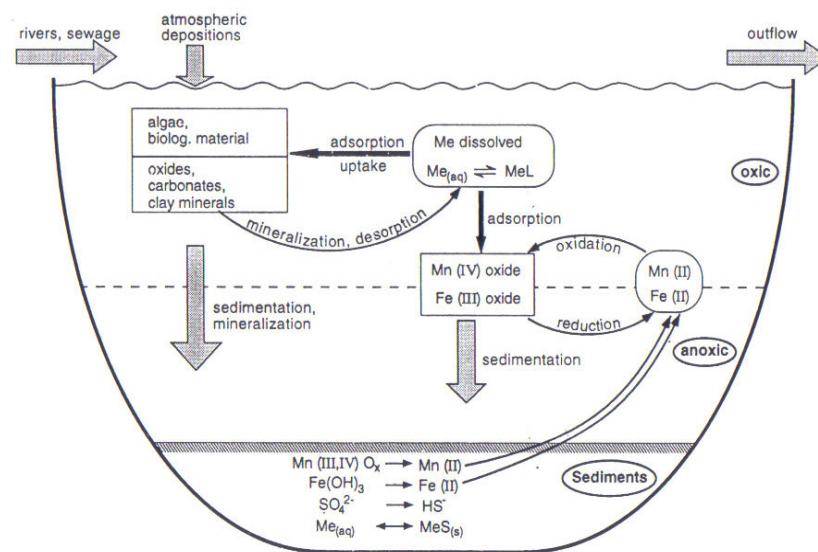 rivers, sewage
atmospheric
depositions
outflow
algae,
biolog. material
oxides,
carbonates,
clay minerals
adsorption
uptake
Me dissolved
Me(aq) ⇌ MeL
oxic
mineralization, desorption
adsorption
oxidation
Mn (IV) oxide
Fe (III) oxide
Mn (II)
Fe (II)
reduction
sedimentation,
mineralization
sedimentation
anoxic
Mn (III,IV) Ox → Mn (II)
Fe(OH)3 → Fe (II)
SO4 2- → HS-
Me(aq) ↔ MeS(s)
Sediments